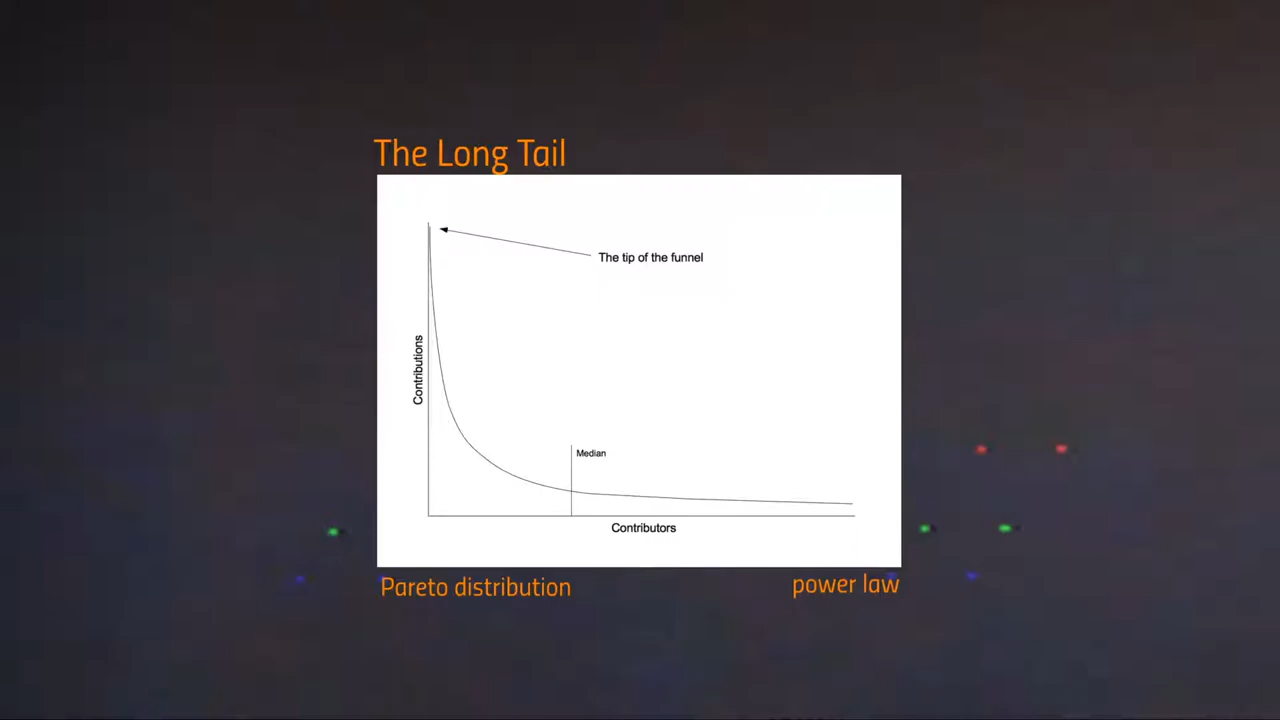 The Long Tail
The tip of the funnel
Contributions
Median
Contributors
Pareto distribution
power law